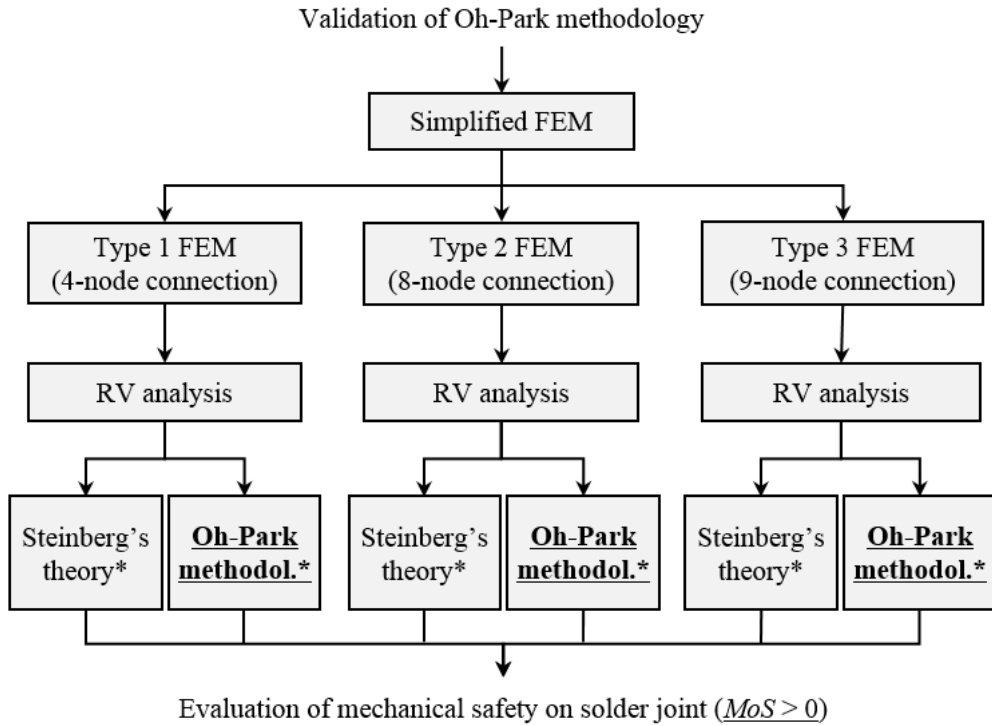 Validation of Oh-Park methodology
Simplified FEM
Type 1 FEM
(4-node connection)
Type 2 FEM
(8-node connection)
Type 3 FEM
(9-node connection)
RV analysis
RV analysis
RV analysis
Steinberg's
theory*
Oh-Park
methodol.*
Steinberg's
theory*
Oh-Park
methodol.*
Steinberg's
theory*
Oh-Park
methodol.*
Evaluation of mechanical safety on solder joint (MoS > 0)